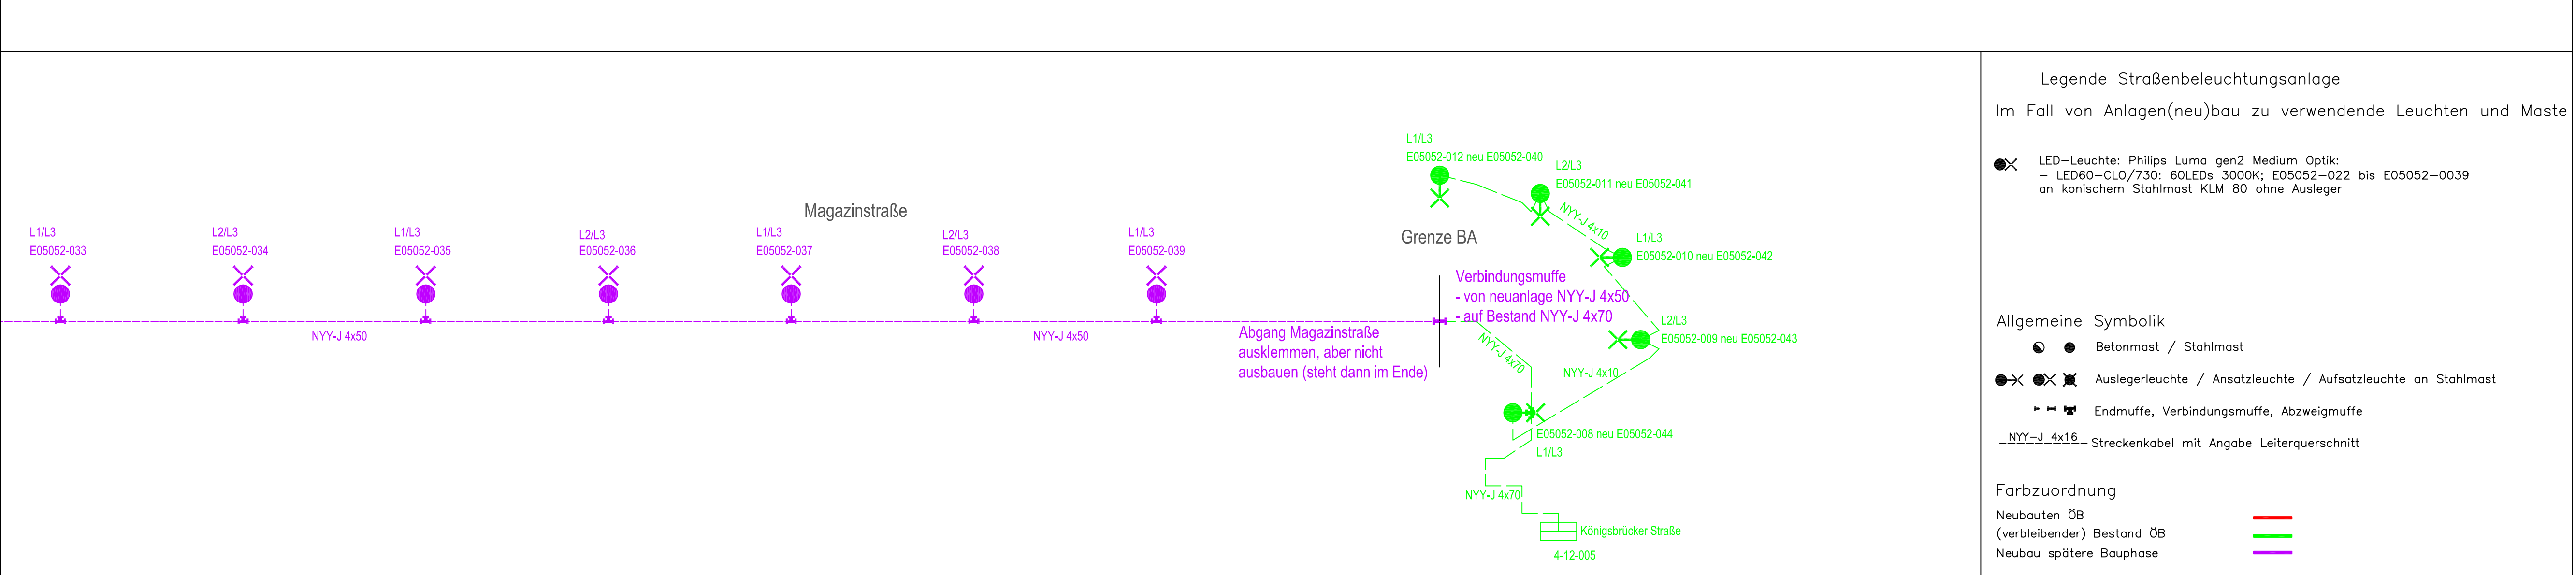 L1/L3
E05052-033
L2/L3
E05052-034
L1/L3
E05052-035
L2/L3
E05052-036
L1/L3
E05052-037
L2/L3
E05052-038
L1/L3
E05052-039
Magazinstraße
NYY-J 4x50
NYY-J 4x50
Abgang Magazinstraße
ausklemmen, aber nicht
ausbauen (steht dann im Ende)
Grenze BA
Verbindungsmuffe
- von neuanlage NYY-J 4x50
- auf Bestand NYY-J 4x70
L1/L3
E05052-012 neu E05052-040
L2/L3
E05052-011 neu E05052-041
NYY-J 4x10
L1/L3
E05052-010 neu E05052-042
L2/L3
E05052-009 neu E05052-043
NYY-J 4x70
NYY-J 4x10
E05052-008 neu E05052-044
L1/L3
NYY-J 4x70
Königsbrücker Straße
4-12-005
Legende Straßenbeleuchtungsanlage
Im Fall von Anlagen(neu)bau zu verwendende Leuchten und Maste
LED-Leuchte: Philips Luma gen2 Medium Optik:
- LED60-CLO/730: 60LEDs 3000K; E05052-022 bis E05052-0039
an konischem Stahlmast KLM 80 ohne Ausleger
Allgemeine Symbolik
Betonmast / Stahlmast
Auslegerleuchte / Ansatzleuchte / Aufsatzleuchte an Stahlmast
Endmuffe, Verbindungsmuffe, Abzweigmuffe
NYY-J 4x16 Streckenkabel mit Angabe Leiterquerschnitt
Farbzuordnung
Neubauten ÖB
(verbleibender) Bestand ÖB
Neubau spätere Bauphase